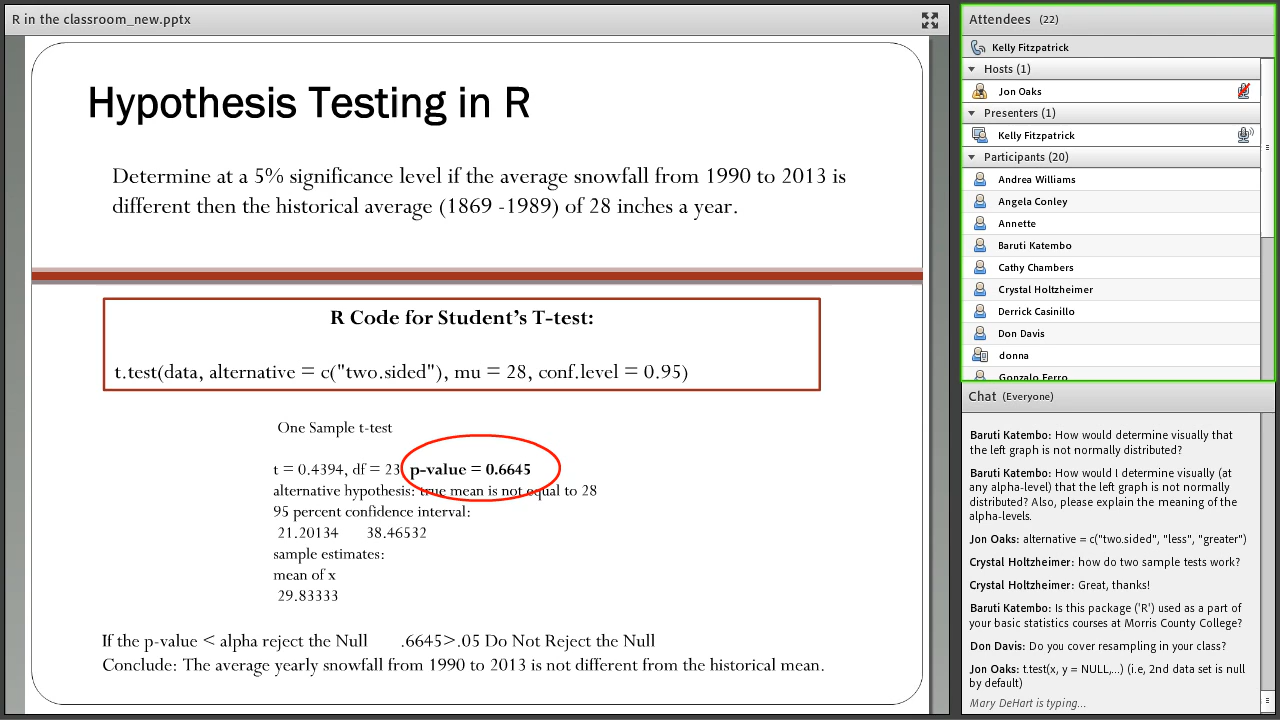 R in the classroom_new.pptx
Hypothesis Testing in R
Determine at a 5% significance level if the average snowfall from 1990 to 2013 is
different then the historical average (1869 -1989) of 28 inches a year.
R Code for Student's T-test:
t.test(data, alternative = c("two.sided"), mu = 28, conf.level = 0.95)
One Sample t-test
t = 0.4394, df = 23, p-value = 0.6645
alternative hypothesis: true mean is not equal to 28
95 percent confidence interval:
21.20134 38.46532
sample estimates:
mean of x
29.83333
If the p-value < alpha reject the Null .6645>.05 Do Not Reject the Null
Conclude: The average yearly snowfall from 1990 to 2013 is not different from the historical mean.
Attendees (22)
Kelly Fitzpatrick
Hosts (1)
Jon Oaks
Presenters (1)
Kelly Fitzpatrick
Participants (20)
Andrea Williams
Angela Conley
Annette
Baruti Katembo
Cathy Chambers
Crystal Holtzheimer
Derrick Casinillo
Don Davis
donna
Gonzalo Ferro
Chat (Everyone)
Baruti Katembo: How would determine visually that
the left graph is not normally distributed?
Baruti Katembo: How would I determine visually (at
any alpha-level) that the left graph is not normally
distributed? Also, please explain the meaning of the
alpha-levels.
Jon Oaks: alternative = c("two.sided", "less", "greater")
Crystal Holtzheimer: how do two sample tests work?
Crystal Holtzheimer: Great, thanks!
Baruti Katembo: Is this package ('R') used as a part of
your basic statistics courses at Morris County College?
Don Davis: Do you cover resampling in your class?
Jon Oaks: t.test(x, y = NULL,...) (i.e, 2nd data set is null
by default)
Mary DeHart is typing...